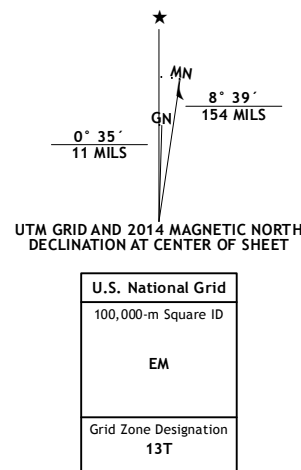 ★
MN
GN
8° 39´
154 MILS
0° 35´
11 MILS
UTM GRID AND 2014 MAGNETIC NORTH
DECLINATION AT CENTER OF SHEET
U.S. National Grid
100,000-m Square ID
EM
Grid Zone Designation
13T